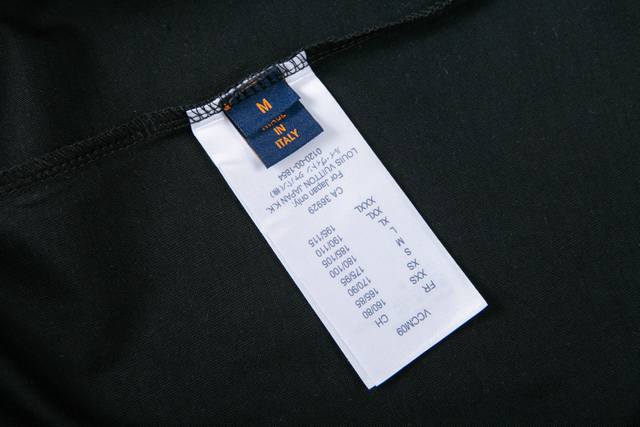 M
MADE
IN
ITALY
VCCM09
FR CH
XXS 160/80
XS 165/85
S 170/90
M 175/95
L 180/100
XL 185/105
XXL 190/110
XXXL 195/115
CA 38929
For Japan only:
LOUIS VUITTON JAPAN K.K.
ルイ・ヴィトン ジャパン(株)
0120-00-1854